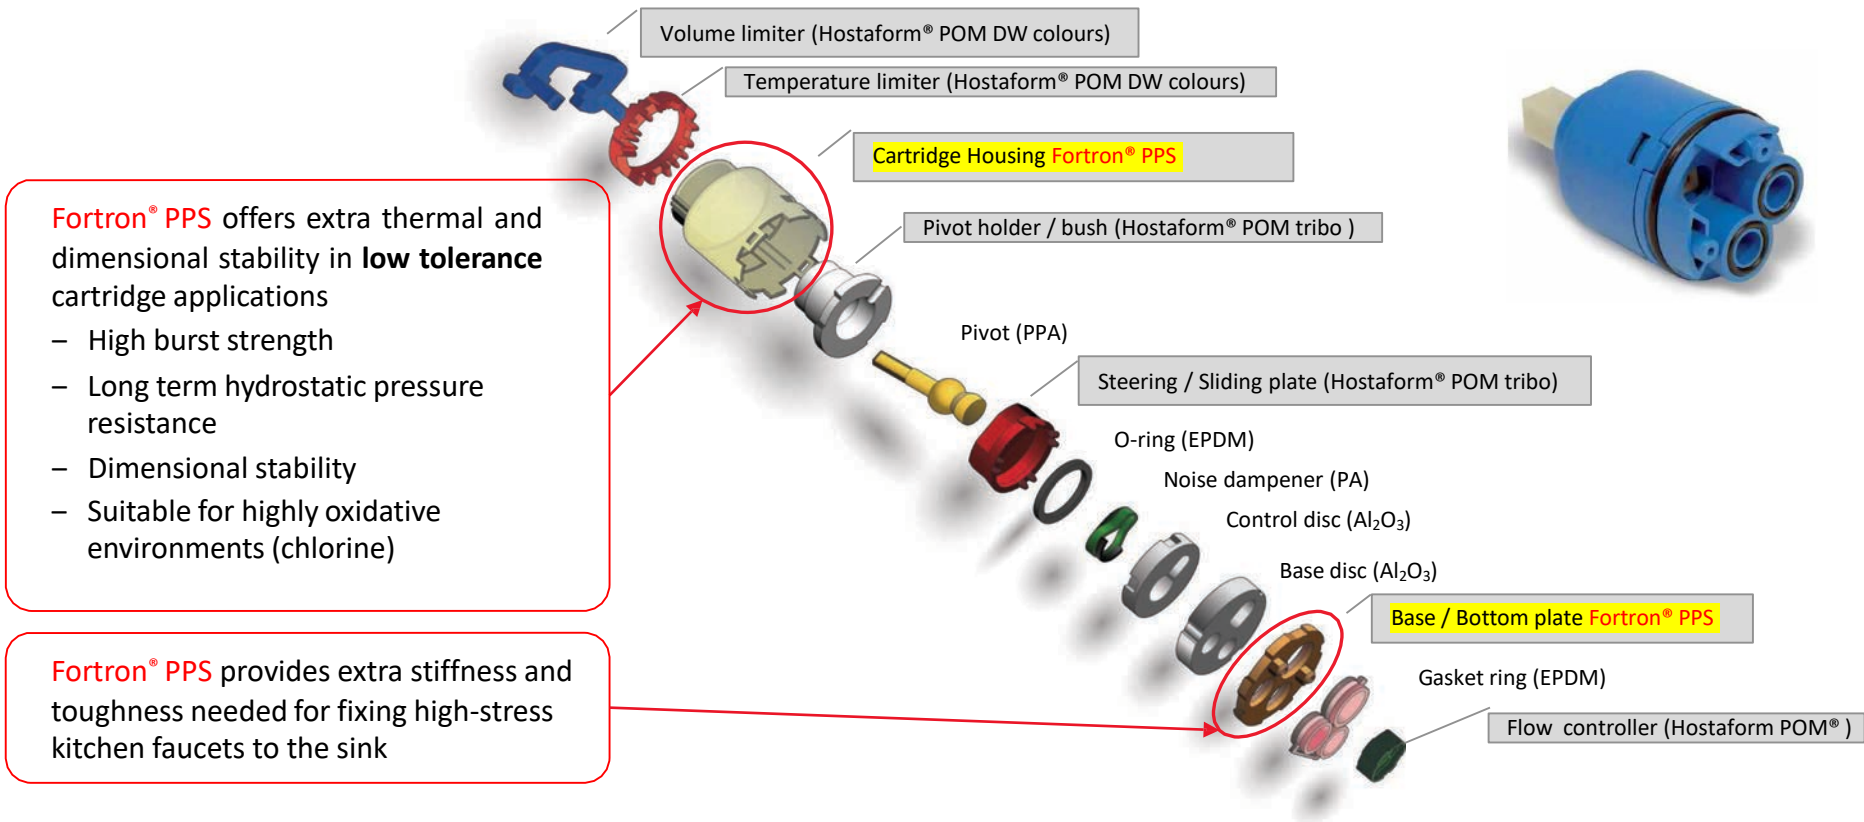 Volume limiter (Hostaform® POM DW colours)
Temperature limiter (Hostaform® POM DW colours)
Cartridge Housing Fortron® PPS
Pivot holder / bush (Hostaform® POM tribo )
Pivot (PPA)
Steering / Sliding plate (Hostaform® POM tribo)
O-ring (EPDM)
Noise dampener (PA)
Control disc (Al₂O₃)
Base disc (Al₂O₃)
Base / Bottom plate Fortron® PPS
Gasket ring (EPDM)
Flow controller (Hostaform POM® )
Fortron® PPS offers extra thermal and
dimensional stability in low tolerance
cartridge applications
– High burst strength
– Long term hydrostatic pressure
resistance
– Dimensional stability
– Suitable for highly oxidative
environments (chlorine)
Fortron® PPS provides extra stiffness and
toughness needed for fixing high-stress
kitchen faucets to the sink